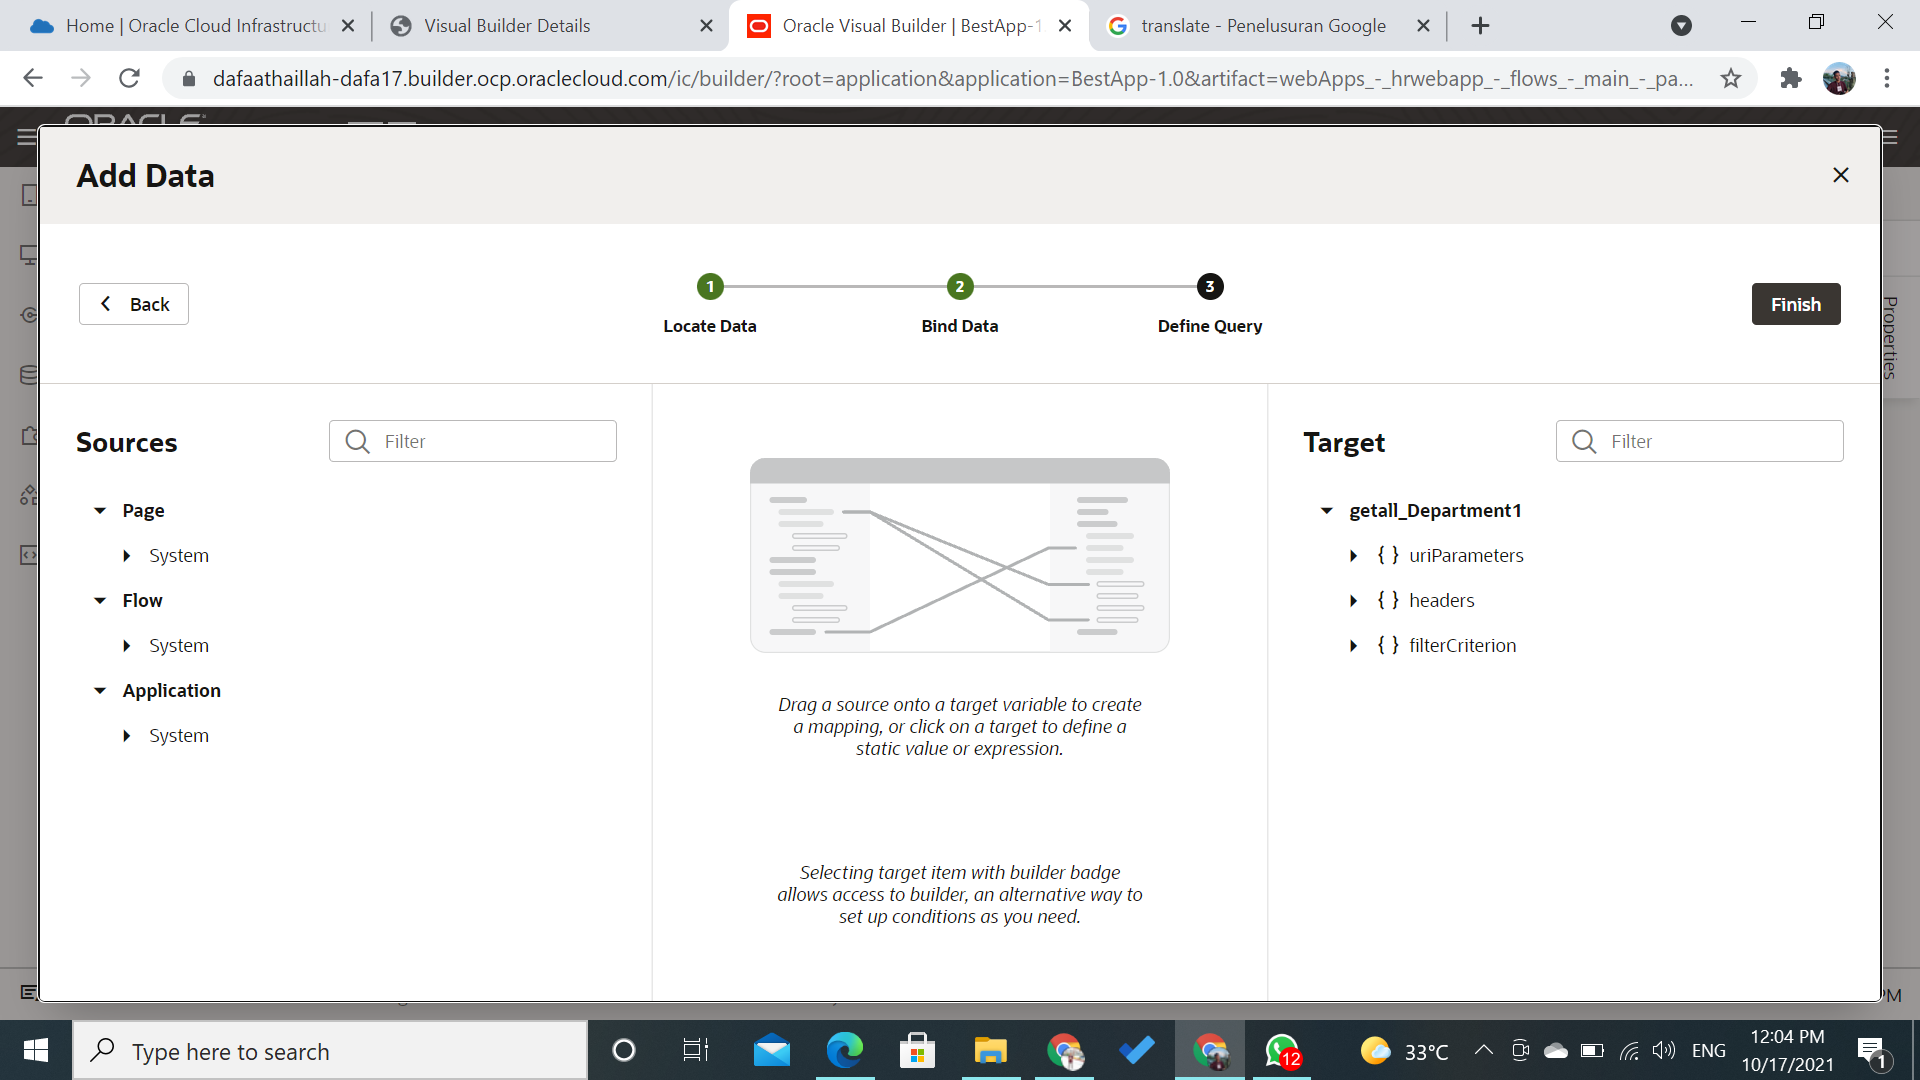 Home | Oracle Cloud Infrastructu
Visual Builder Details
Oracle Visual Builder | BestApp-1
translate - Penelusuran Google
dafaathaillah-dafa17.builder.ocp.oraclecloud.com/ic/builder/?root=application&application=BestApp-1.0&artifact=webApps_-_hrwebapp_-_flows_-_main_-_pa...
ORACLE
Add Data
Back
1
2
3
Locate Data
Bind Data
Define Query
Finish
Properties
Sources
Filter
Page
System
Flow
System
Application
System
Drag a source onto a target variable to create
a mapping, or click on a target to define a
static value or expression.
Selecting target item with builder badge
allows access to builder, an alternative way to
set up conditions as you need.
Target
Filter
getall_Department1
{ } uriParameters
{ } headers
{ } filterCriterion
PM
Type here to search
12
33°C
ENG
12:04 PM
10/17/2021
1